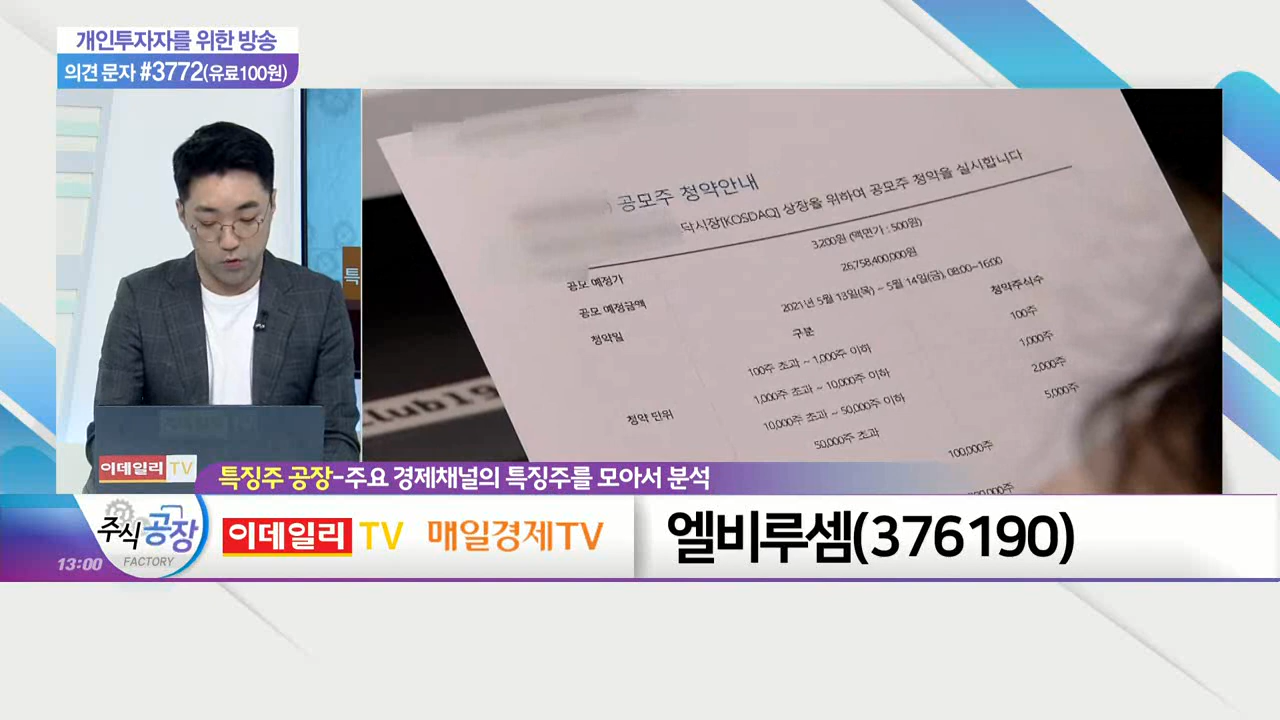 개인투자자를 위한 방송
의견 문자 #3772(유료100원)
특
공모주 청약안내
닥시장[KOSDAQ] 상장을 위하여 공모주 청약을 실시합니다
공모 예정가 3,200원 (액면가 : 500원)
공모 예정금액 26,758,400,000원
청약일 2021년 5월 13일(목) ~ 5월 14일(금), 08:00~16:00
구분 청약주식수
100주 초과 ~ 1,000주 이하 100주
1,000주 초과 ~ 10,000주 이하 1,000주
청약 단위 10,000주 초과 ~ 50,000주 이하 2,000주
50,000주 초과 5,000주
100,000주
club19
이데일리 TV
특징주 공장-주요 경제채널의 특징주를 모아서 분석
주식공장
FACTORY
13:00
이데일리 TV 매일경제TV
엘비루셈(376190)